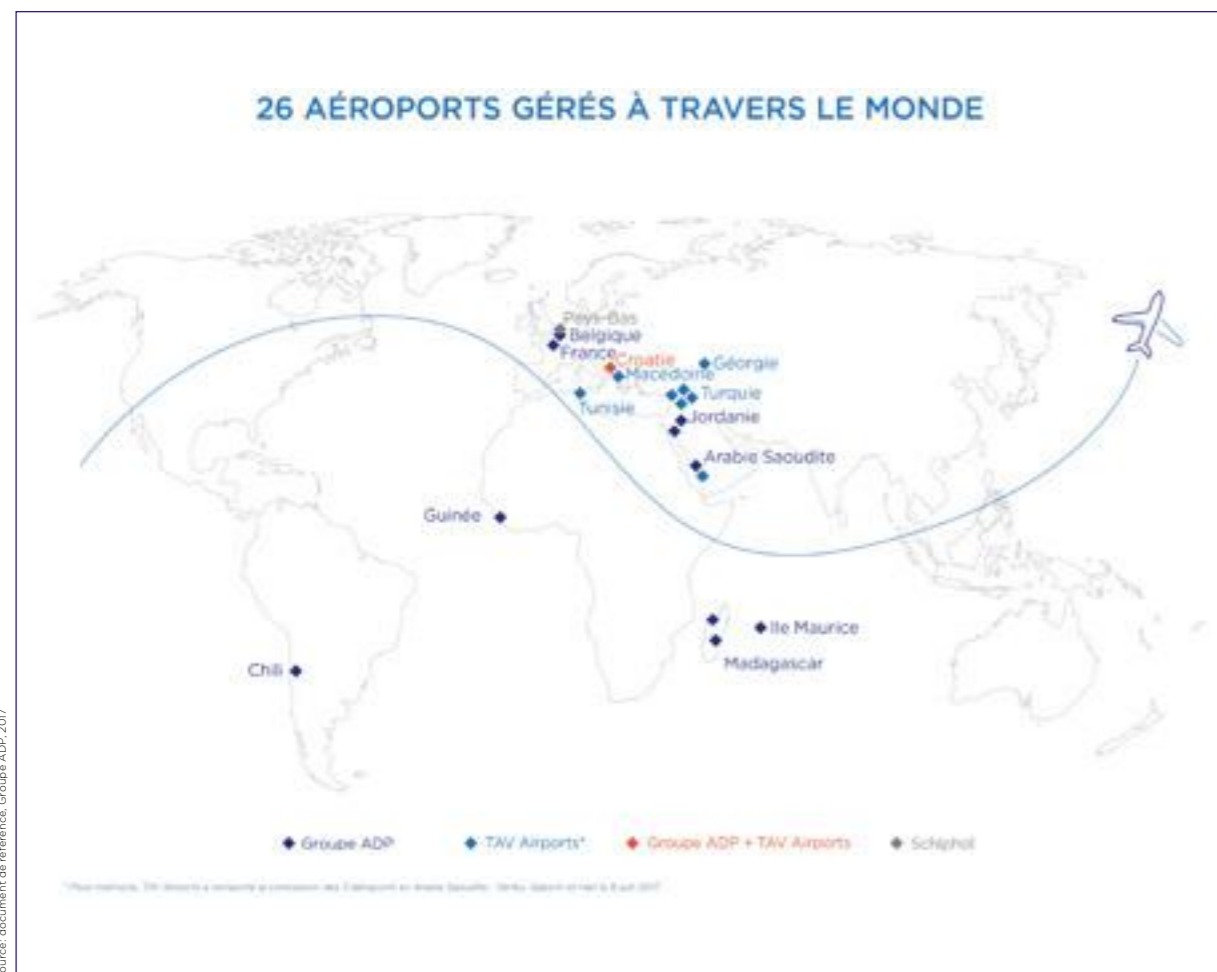 26 AÉROPORTS GÉRÉS À TRAVERS LE MONDE
Pays-Bas
Belgique
France
Croatie
Macédoine
Géorgie
Turquie
Tunisie
Jordanie
Arabie Saoudite
Guinée
Ile Maurice
Madagascar
Chili
Groupe ADP
TAV Airports*
Groupe ADP + TAV Airports
Schiphol
document de référence, Groupe ADP, 2017